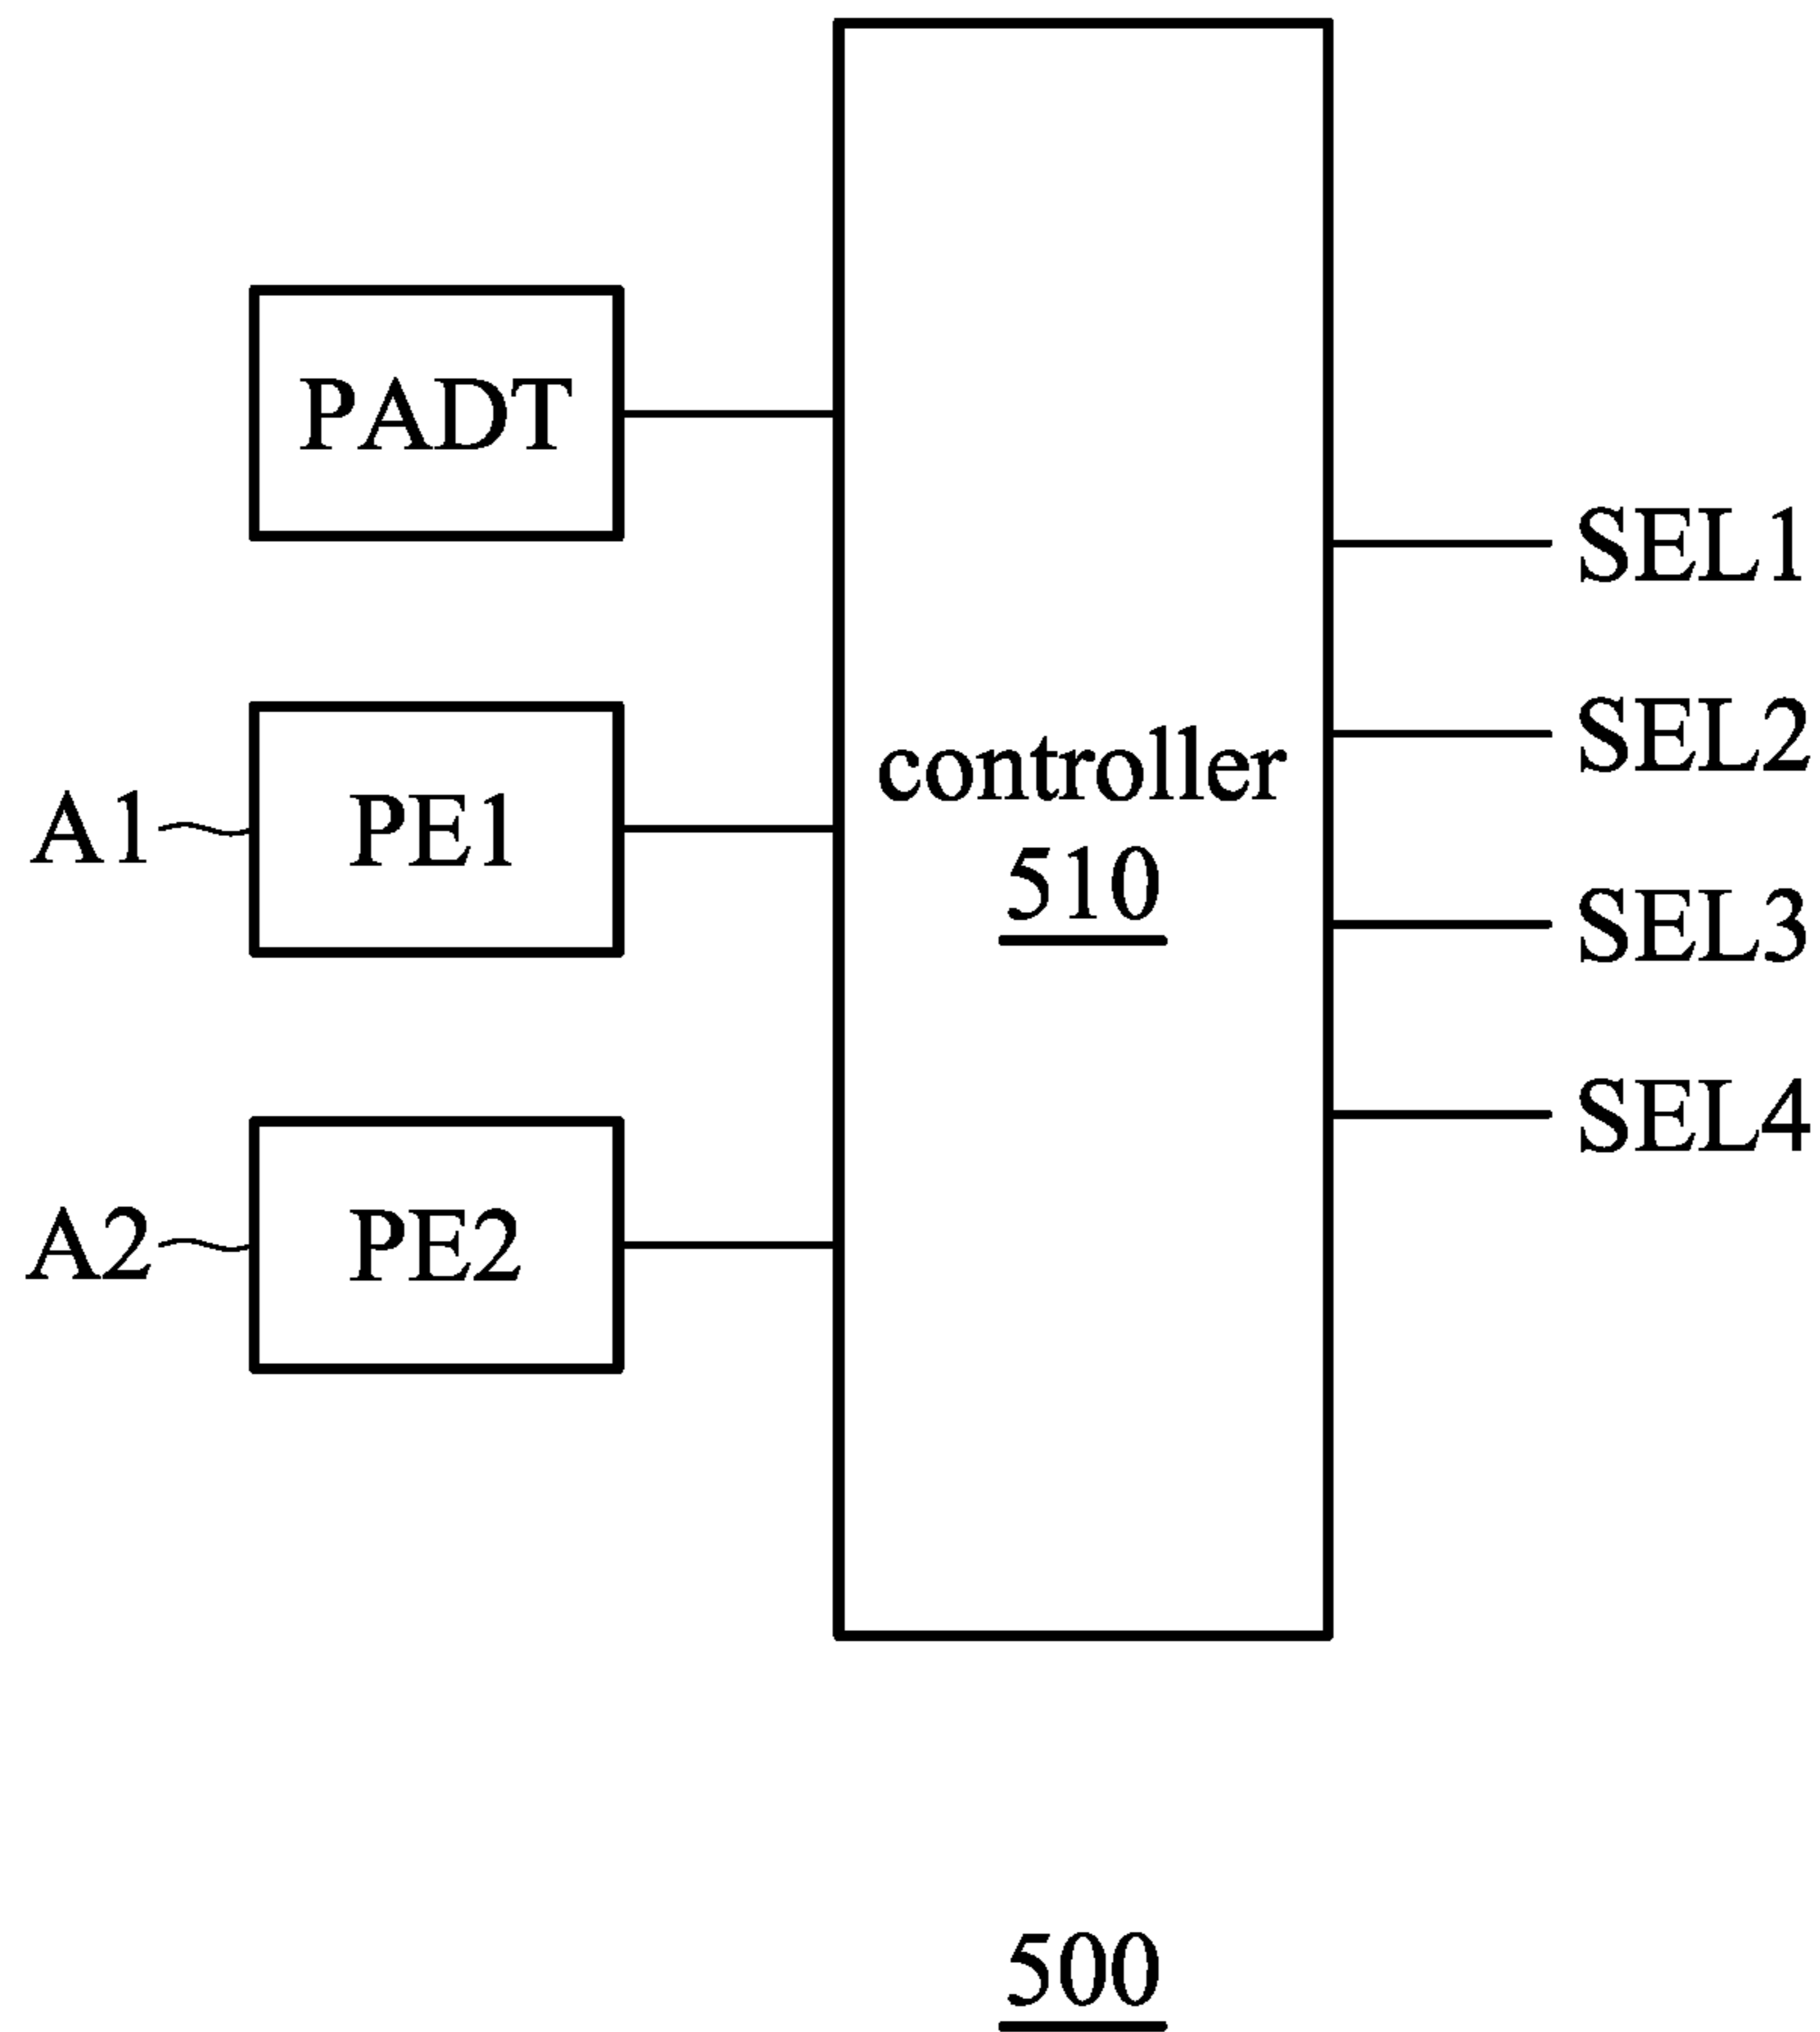 PADT
SEL1
SEL2
controller
A1 PE1
510
SEL3
SEL4
A2 PE2
500